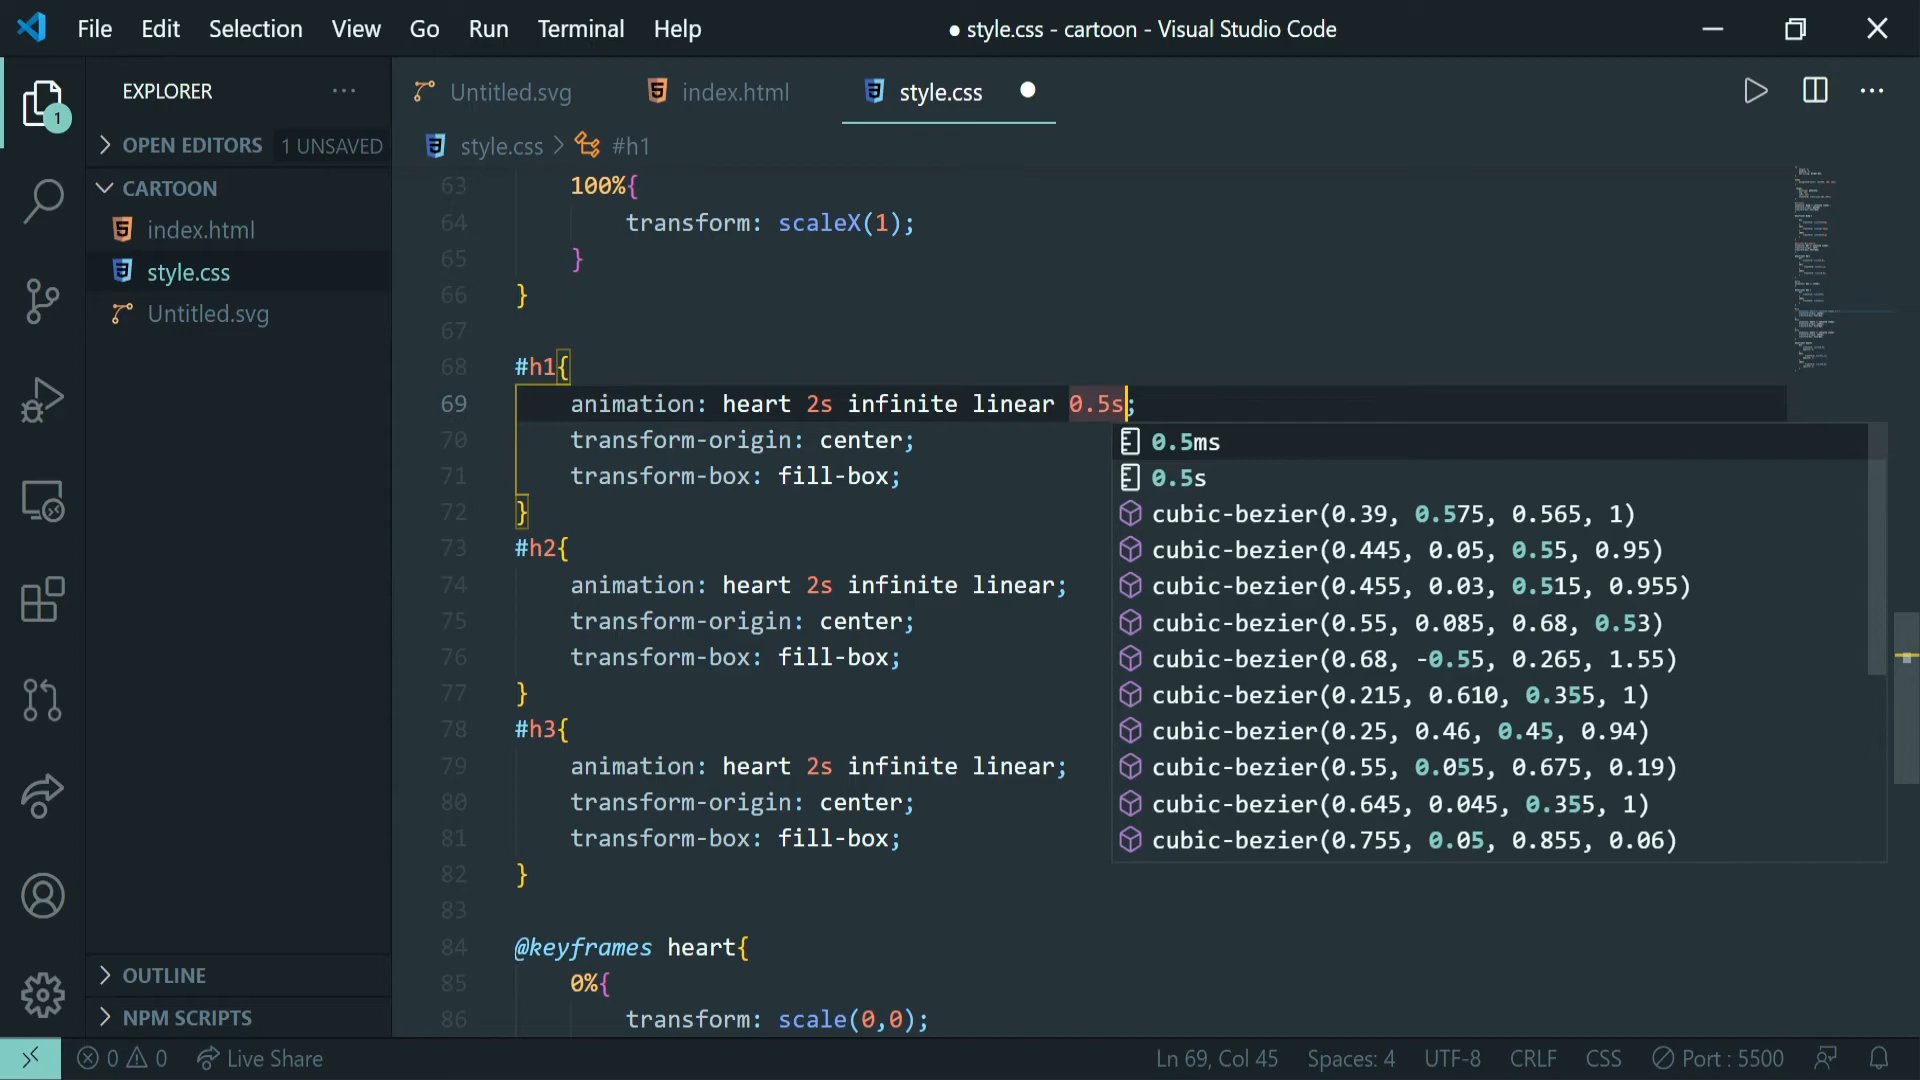 File Edit Selection View Go Run Terminal Help
● style.css - cartoon - Visual Studio Code
EXPLORER
OPEN EDITORS 1 UNSAVED
CARTOON
index.html
style.css
Untitled.svg
OUTLINE
NPM SCRIPTS
1
Untitled.svg index.html style.css
style.css > #h1
63 100%{
64 transform: scaleX(1);
65 }
66 }
67
68 #h1{
69 animation: heart 2s infinite linear 0.5s;
70 transform-origin: center;
71 transform-box: fill-box;
72 }
73 #h2{
74 animation: heart 2s infinite linear;
75 transform-origin: center;
76 transform-box: fill-box;
77 }
78 #h3{
79 animation: heart 2s infinite linear;
80 transform-origin: center;
81 transform-box: fill-box;
82 }
83
84 @keyframes heart{
85 0%{
86 transform: scale(0,0);
0.5ms
0.5s
cubic-bezier(0.39, 0.575, 0.565, 1)
cubic-bezier(0.445, 0.05, 0.55, 0.95)
cubic-bezier(0.455, 0.03, 0.515, 0.955)
cubic-bezier(0.55, 0.085, 0.68, 0.53)
cubic-bezier(0.68, -0.55, 0.265, 1.55)
cubic-bezier(0.215, 0.610, 0.355, 1)
cubic-bezier(0.25, 0.46, 0.45, 0.94)
cubic-bezier(0.55, 0.055, 0.675, 0.19)
cubic-bezier(0.645, 0.045, 0.355, 1)
cubic-bezier(0.755, 0.05, 0.855, 0.06)
0 0 Live Share
Ln 69, Col 45 Spaces: 4 UTF-8 CRLF CSS Port : 5500